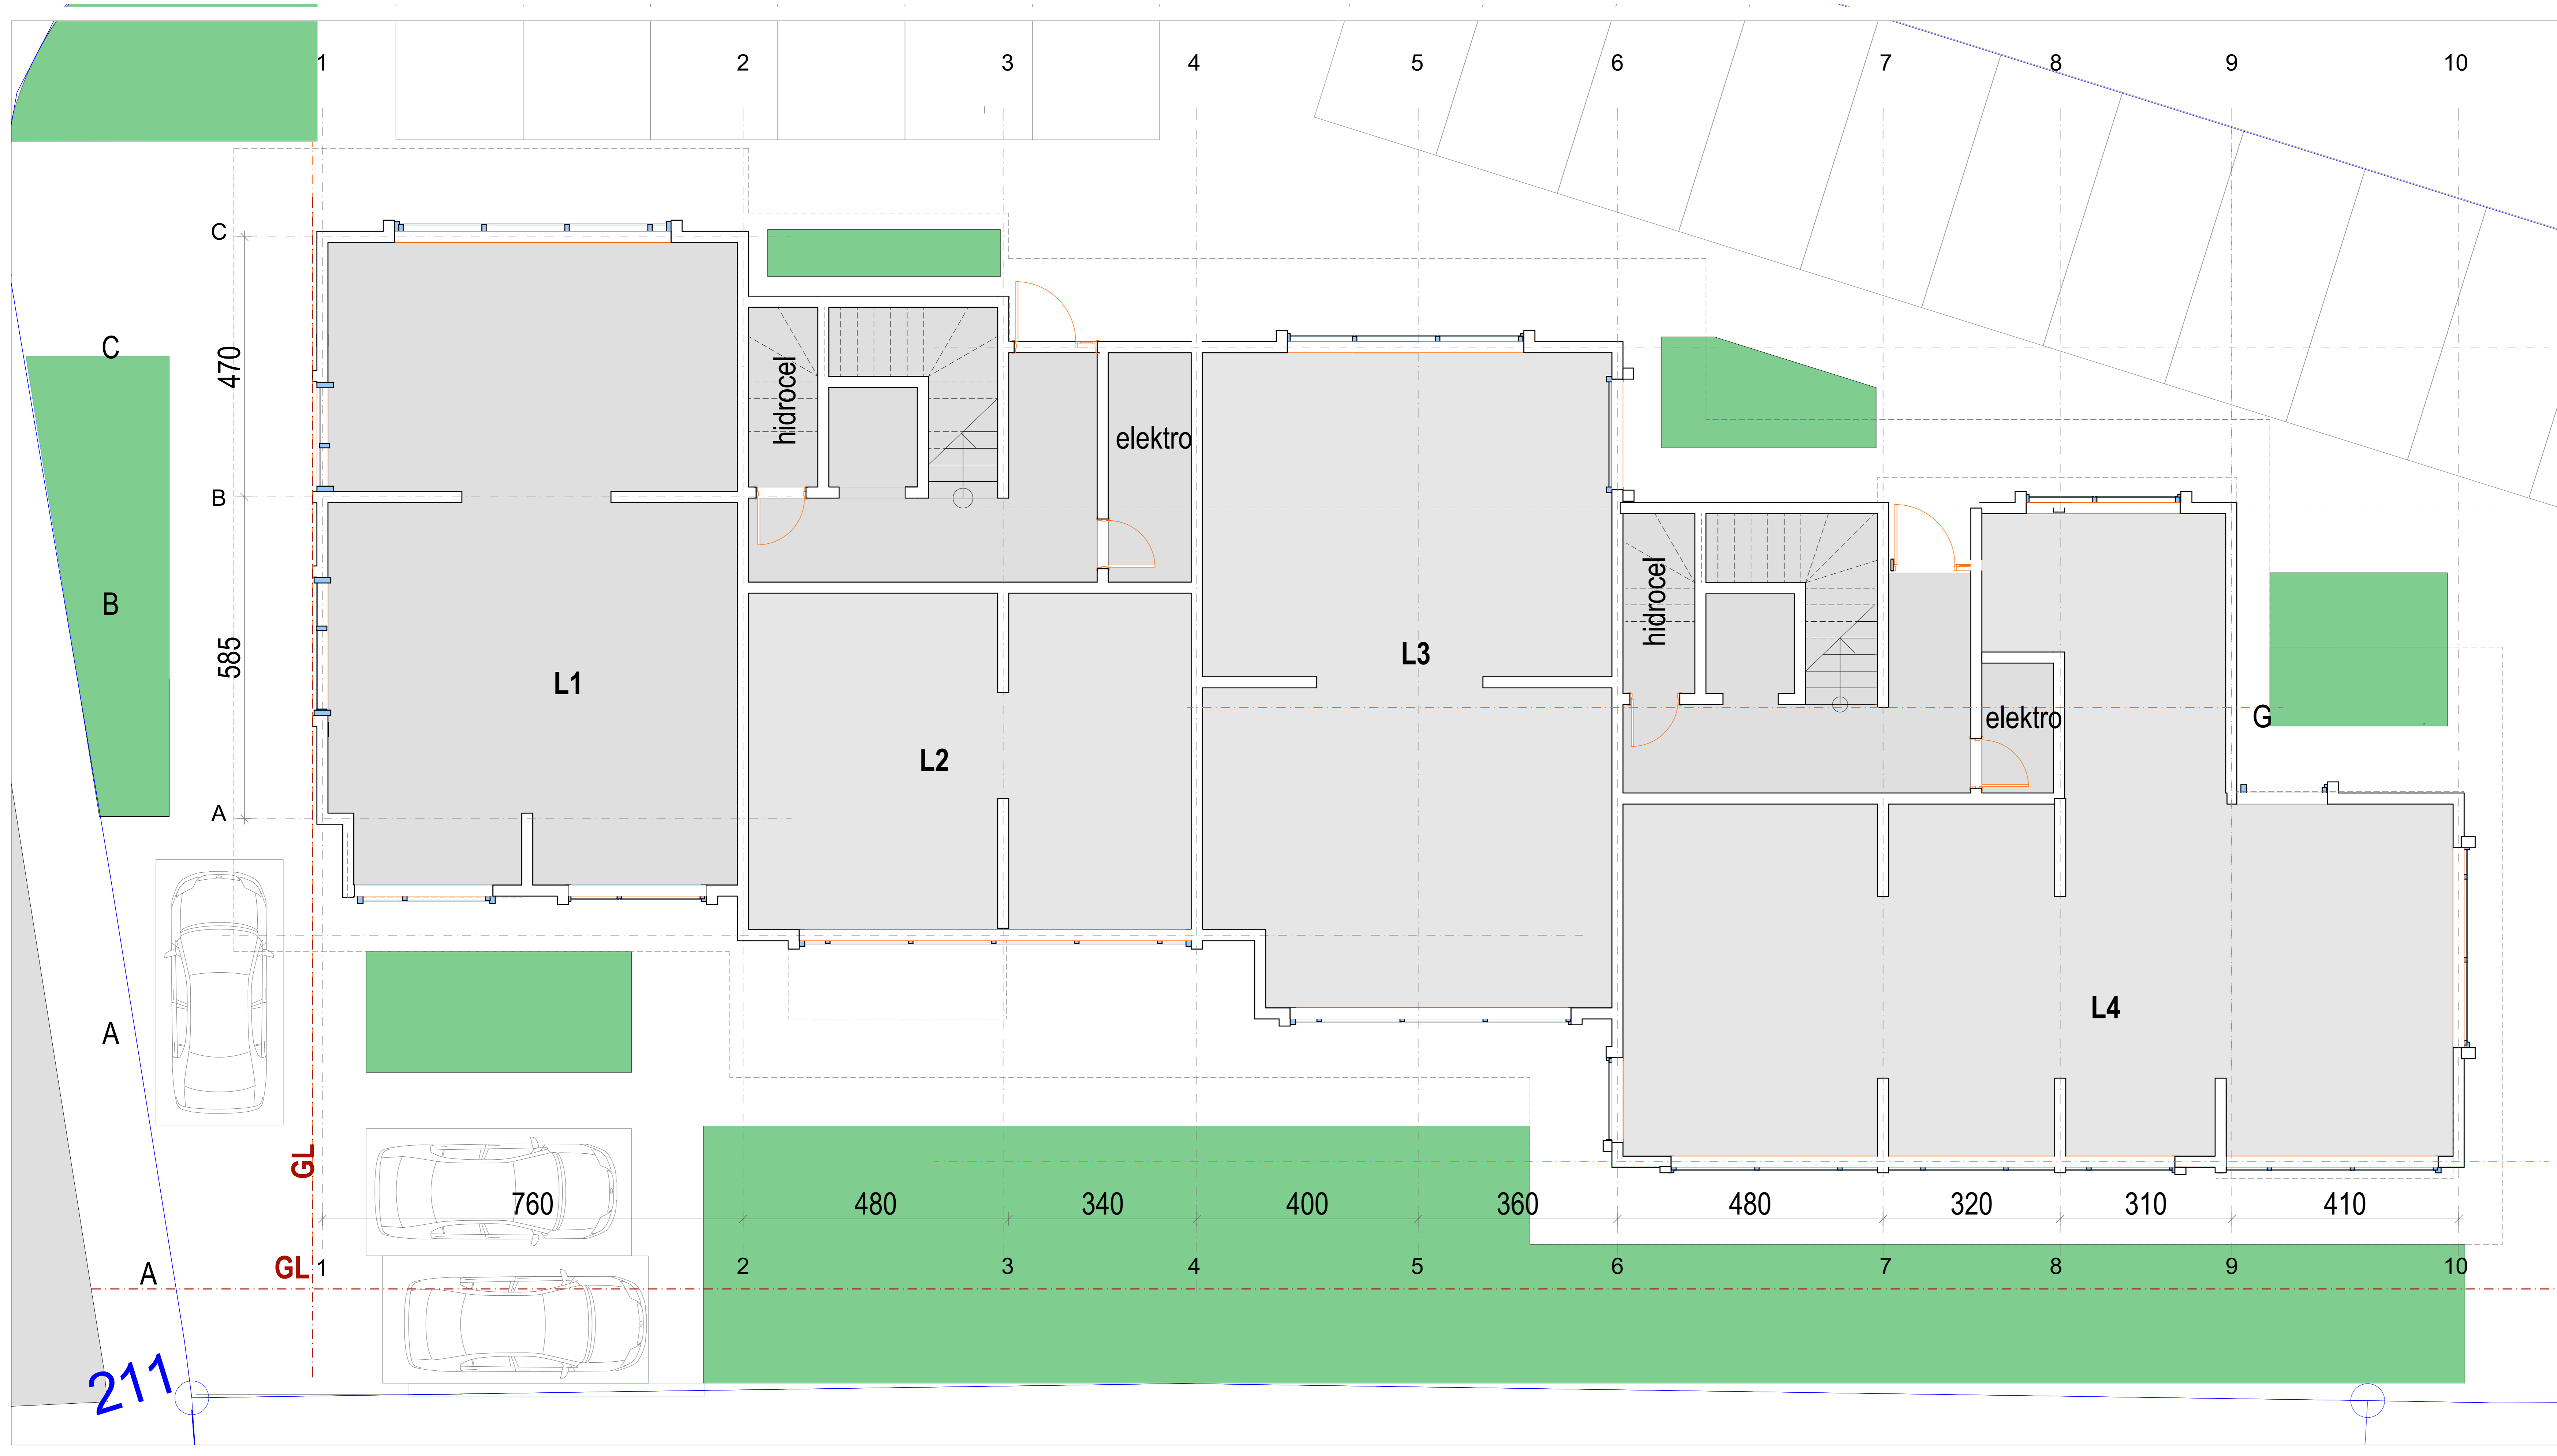 1 2 3 4 5 6 7 8 9 10
C
C
470
hidrocel
elektro
B
B
hidrocel
585
L1
L3
L2
elektro
G
A
A
L4
GL
760 480 340 400 360 480 320 310 410
A
GL 1 2 3 4 5 6 7 8 9 10
211